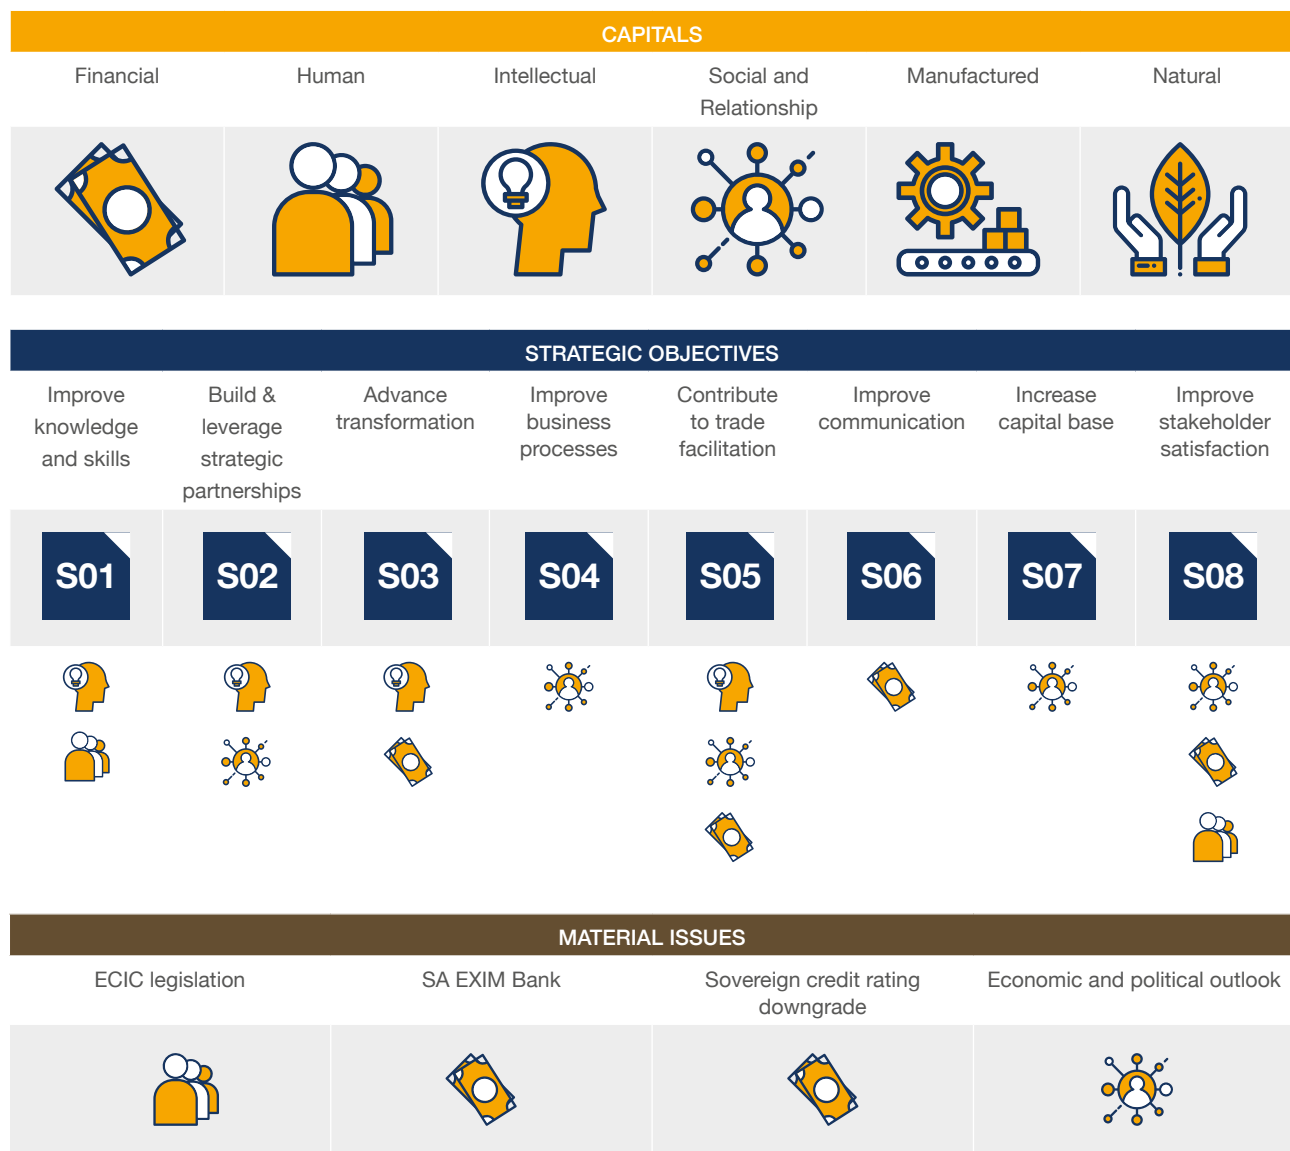 CAPITALS
Financial
Human
Intellectual
Social and
Relationship
Manufactured
Natural
STRATEGIC OBJECTIVES
Improve
knowledge
and skills
Build &
leverage
strategic
partnerships
Advance
transformation
Improve
business
processes
Contribute
to trade
facilitation
Improve
communication
Increase
capital base
Improve
stakeholder
satisfaction
S01
S02
S03
S04
S05
S06
S07
S08
MATERIAL ISSUES
ECIC legislation
SA EXIM Bank
Sovereign credit rating
downgrade
Economic and political outlook